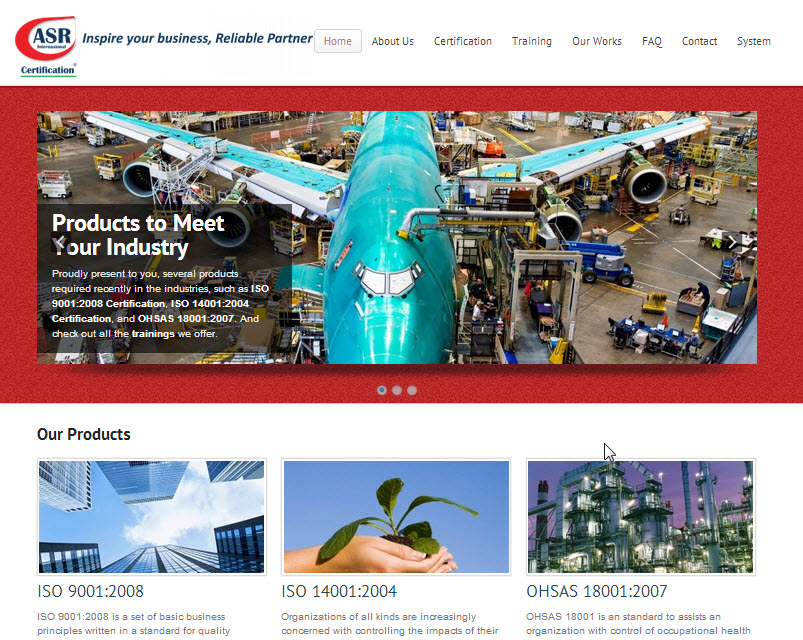 ASR
International
Certification®
Inspire your business, Reliable Partner
Home
About Us
Certification
Training
Our Works
FAQ
Contact
System
Products to Meet
Your Industry
Proudly present to you, several products
required recently in the industries, such as ISO
9001:2008 Certification, ISO 14001:2004
Certification, and OHSAS 18001:2007. And
check out all the trainings we offer.
Our Products
ISO 9001:2008
ISO 9001:2008 is a set of basic business
principles written in a standard for quality
ISO 14001:2004
Organizations of all kinds are increasingly
concerned with controlling the impacts of their
OHSAS 18001:2007
OHSAS 18001 is an standard to assists an
organization with control of occupational health